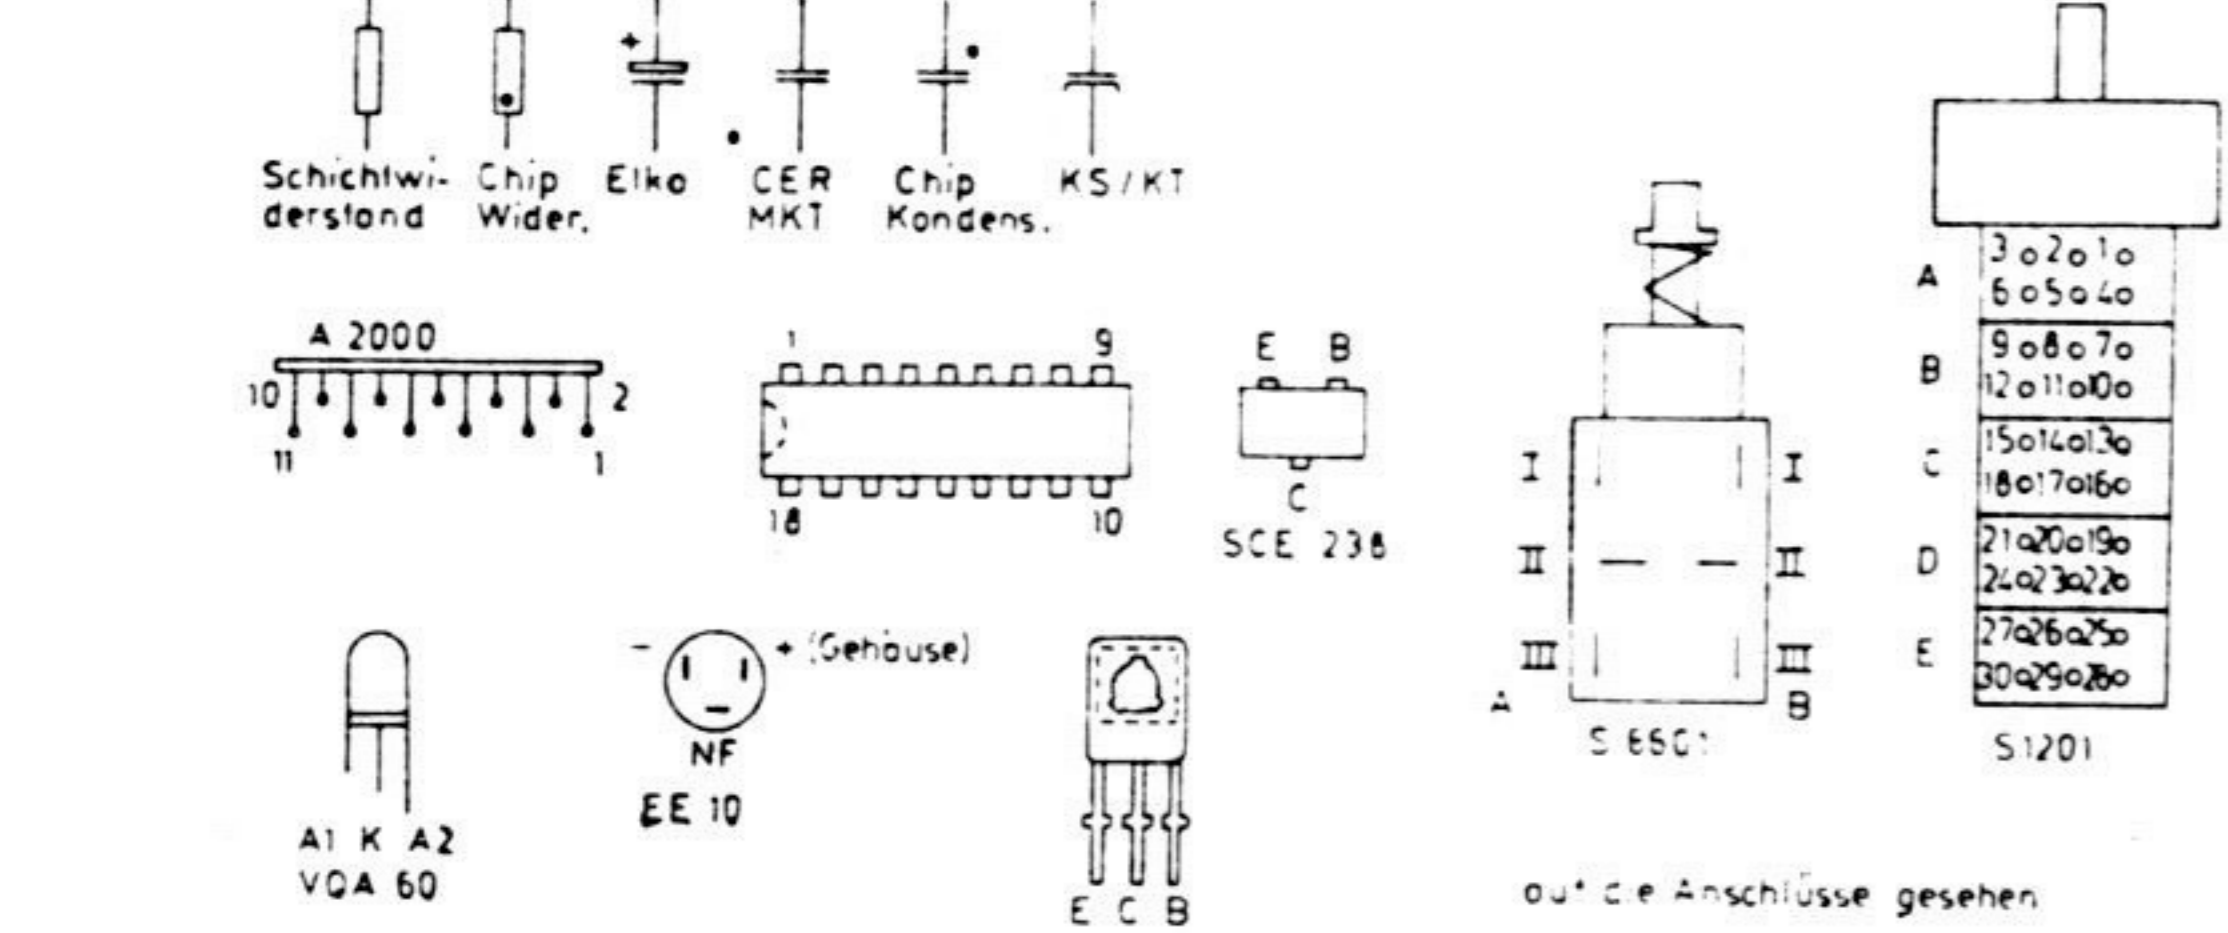 +
Schichtwi-
derstand
Chip
Wider.
Elko
CER
MKT
Chip
Kondens.
KS/KT
A 2000
10 2
11 1
1 9
18 10
E B
C
SCE 238
I I
II II
III III
A B
A 3 2 1
6 5 4
B 9 8 7
12 11 10
C 15 14 13
18 17 16
D 21 20 19
24 23 22
E 27 26 25
30 29 28
S1201
A1 K A2
VQA 60
- + (Gehäuse)
NF
EE 10
E C B
auf die Anschlüsse gesehen